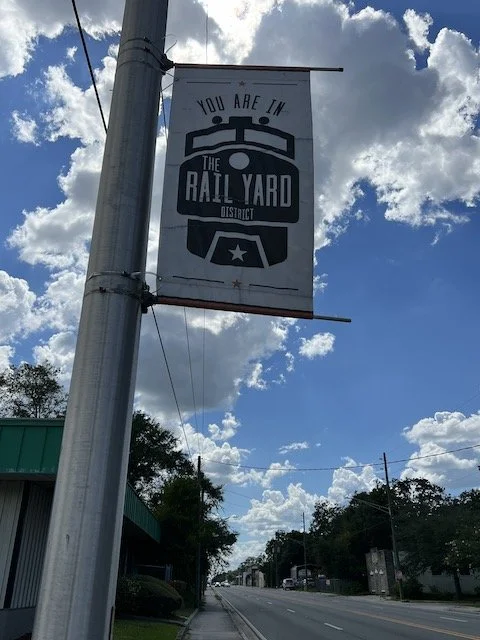 YOU ARE IN
THE
RAIL YARD
DISTRICT